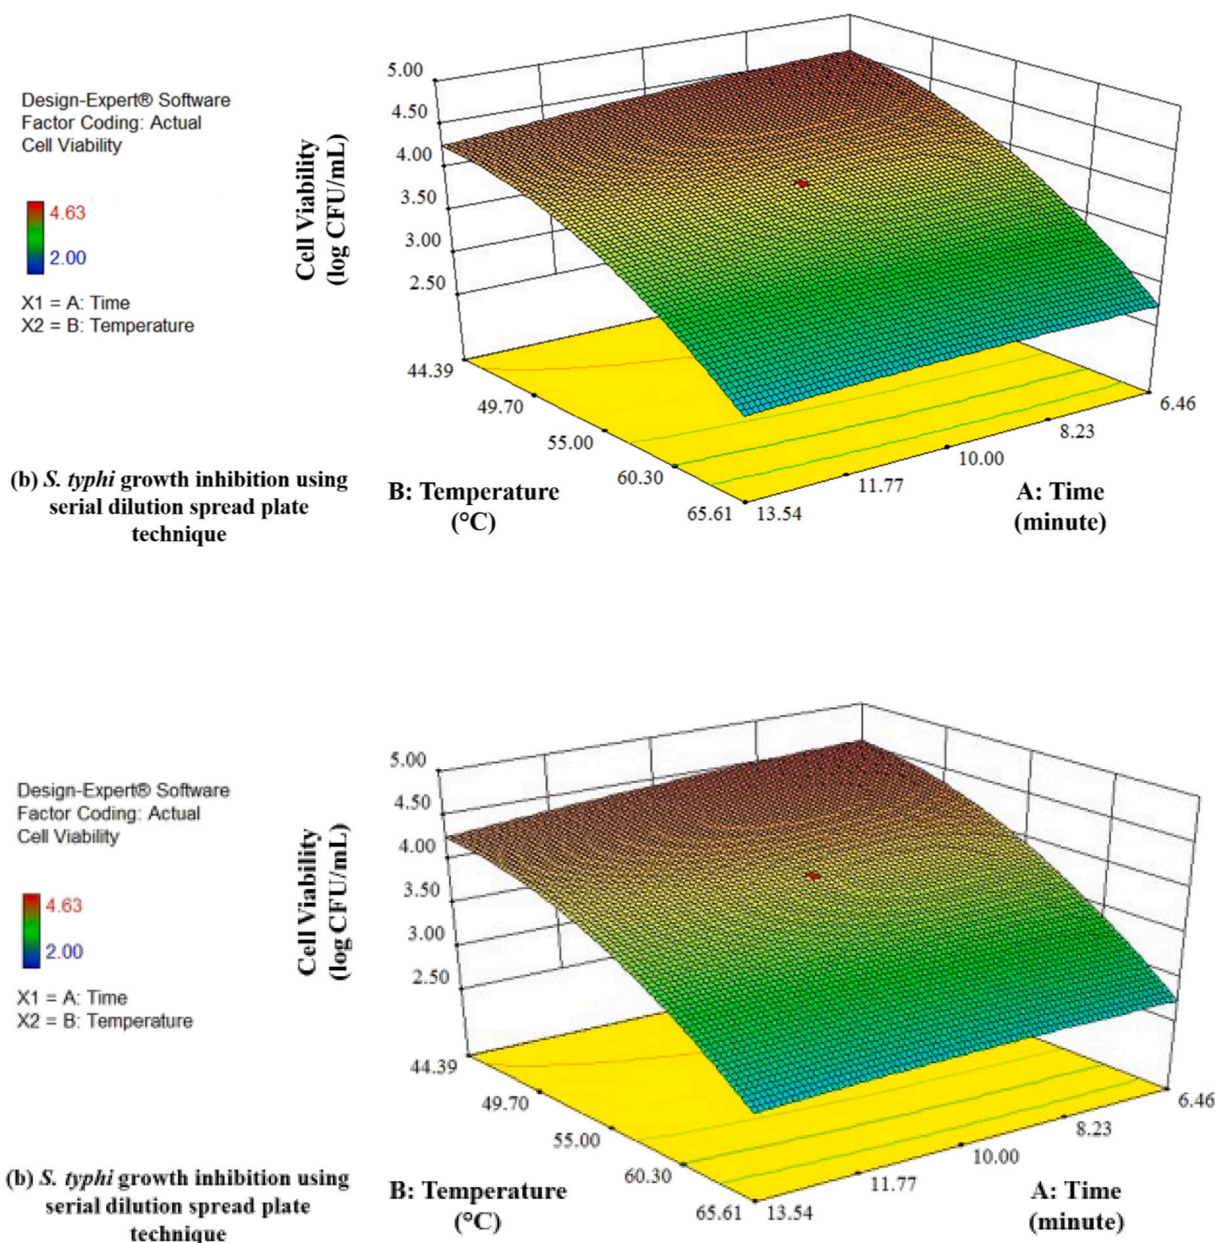 Design-Expert® Software
Factor Coding: Actual
Cell Viability
4.63
2.00
X1 = A: Time
X2 = B: Temperature
(b) S. typhi growth inhibition using
serial dilution spread plate
technique
Cell Viability
(log CFU/mL)
5.00
4.50
4.00
3.50
3.00
2.50
44.39
49.70
55.00
60.30
65.61
B: Temperature
(°C)
13.54
11.77
10.00
8.23
6.46
A: Time
(minute)
Design-Expert® Software
Factor Coding: Actual
Cell Viability
4.63
2.00
X1 = A: Time
X2 = B: Temperature
(b) S. typhi growth inhibition using
serial dilution spread plate
technique
Cell Viability
(log CFU/mL)
5.00
4.50
4.00
3.50
3.00
2.50
44.39
49.70
55.00
60.30
65.61
B: Temperature
(°C)
13.54
11.77
10.00
8.23
6.46
A: Time
(minute)